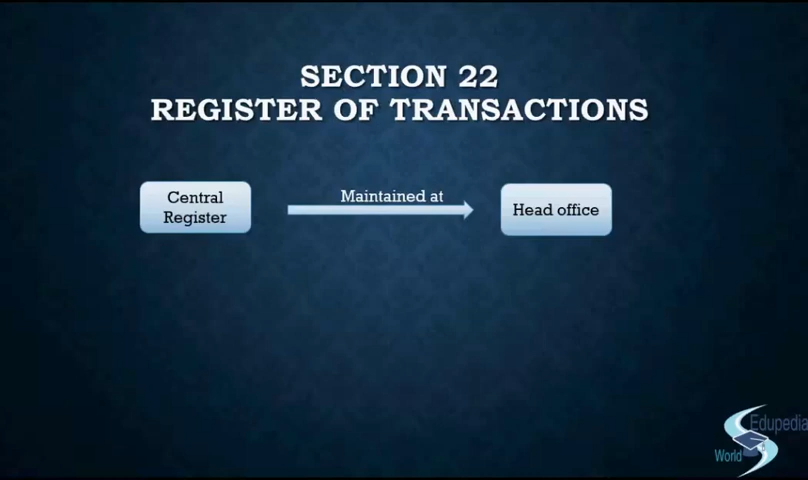 SECTION 22
REGISTER OF TRANSACTIONS
Central
Register
Maintained at
Head office
Edupedia
World